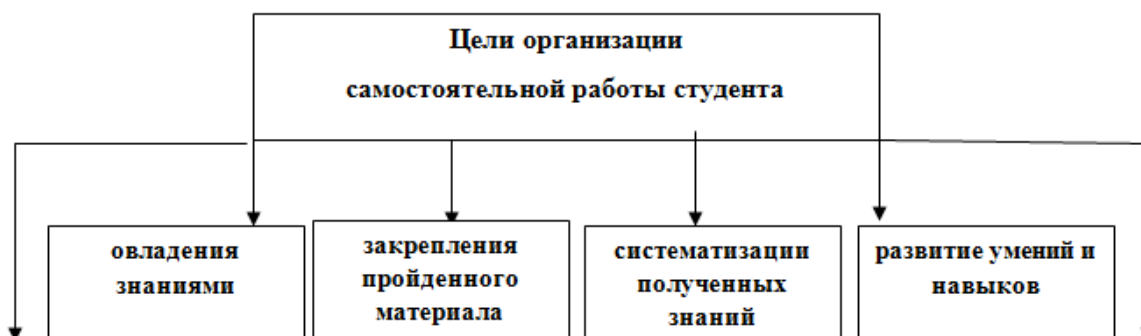 Цели организации
самостоятельной работы студента
овладения
знаниями
закрепления
пройденного
материала
систематизации
полученных
знаний
развитие умений и
навыков